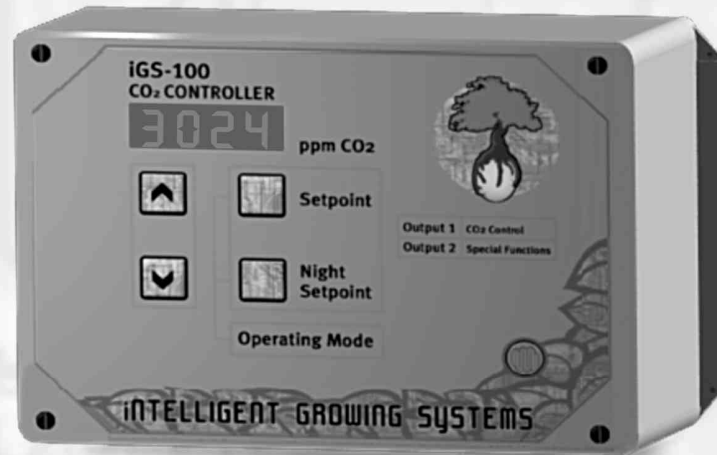 iGS-100
CO₂ CONTROLLER
3024
ppm CO2
Setpoint
Output 1 CO₂ Control
Output 2 Special Functions
Night
Setpoint
Operating Mode
iNTELLIGENT GROWING SYSTEMS